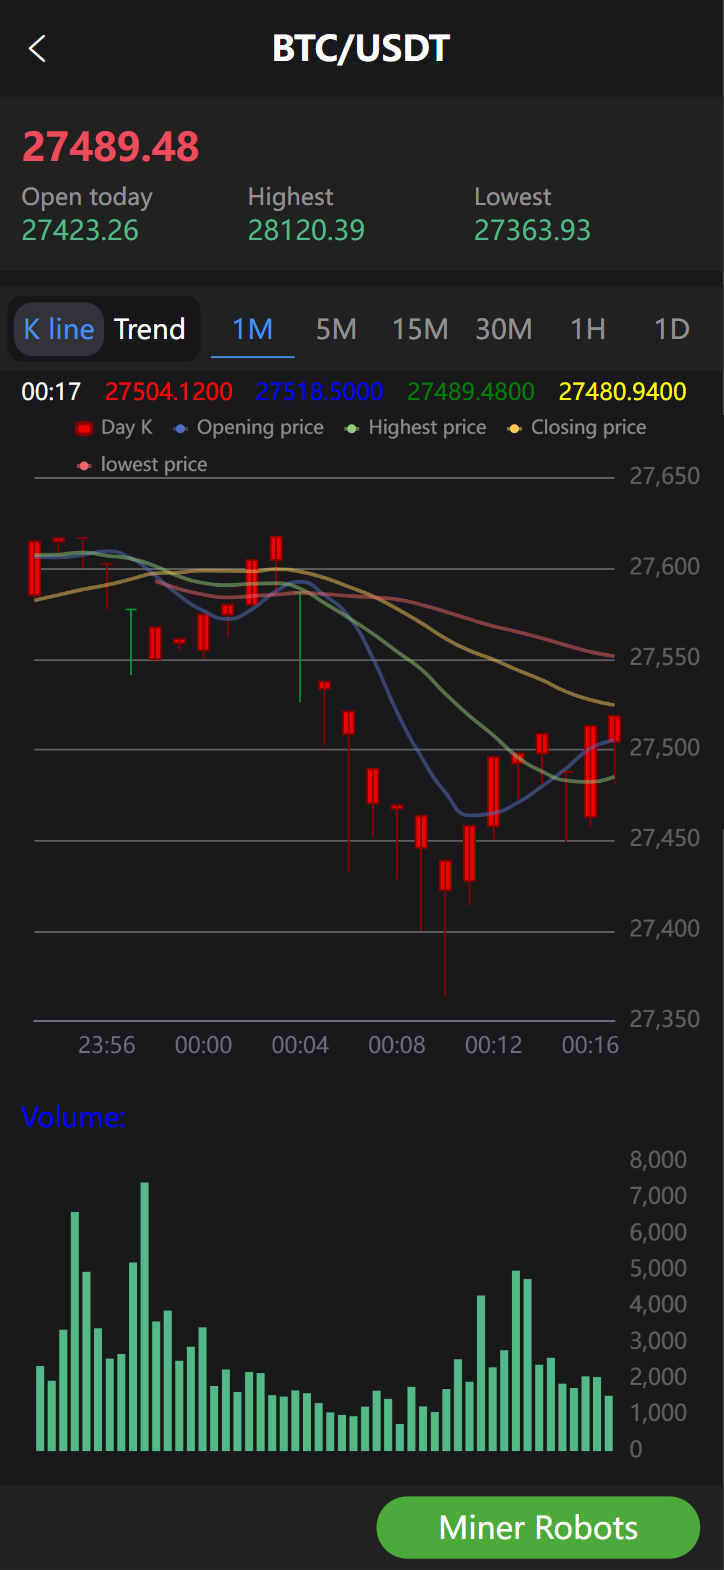 BTC/USDT
27489.48
Open today Highest Lowest
27423.26 28120.39 27363.93
K line Trend 1M 5M 15M 30M 1H 1D
00:17 27504.1200 27518.5000 27489.4800 27480.9400
Day K Opening price Highest price Closing price
lowest price
27,650
27,600
27,550
27,500
27,450
27,400
27,350
23:56 00:00 00:04 00:08 00:12 00:16
Volume:
8,000
7,000
6,000
5,000
4,000
3,000
2,000
1,000
0
Miner Robots